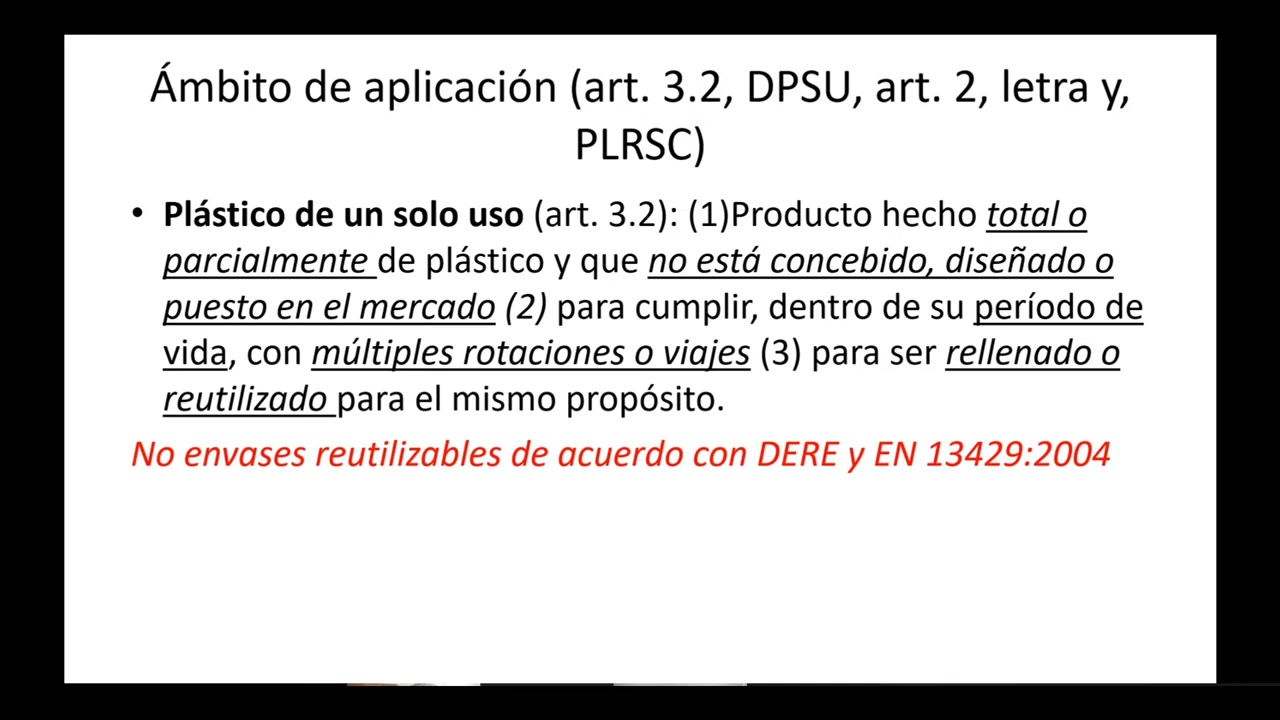 Ámbito de aplicación (art. 3.2, DPSU, art. 2, letra y,
PLRSC)
• Plástico de un solo uso (art. 3.2): (1)Producto hecho total o
parcialmente de plástico y que no está concebido, diseñado o
puesto en el mercado (2) para cumplir, dentro de su período de
vida, con múltiples rotaciones o viajes (3) para ser rellenado o
reutilizado para el mismo propósito.
No envases reutilizables de acuerdo con DERE y EN 13429:2004